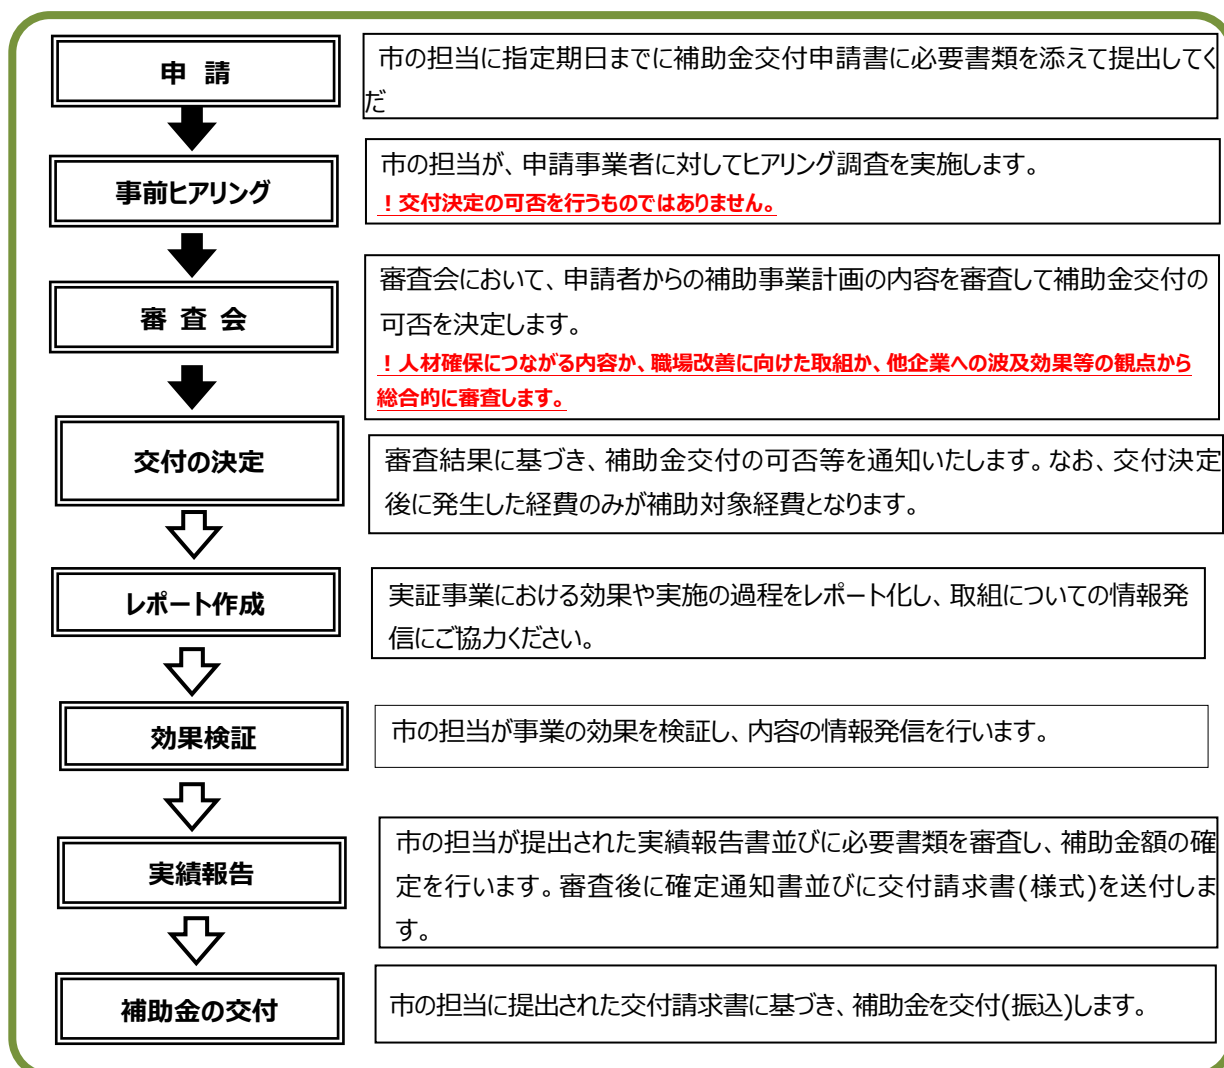 申 請
市の担当に指定期日までに補助金交付申請書に必要書類を添えて提出してく
だ
事前ヒアリング
市の担当が、申請事業者に対してヒアリング調査を実施します。
！交付決定の可否を行うものではありません。
審 査 会
審査会において、申請者からの補助事業計画の内容を審査して補助金交付の
可否を決定します。
！人材確保につながる内容か、職場改善に向けた取組か、他企業への波及効果等の観点から
総合的に審査します。
交付の決定
審査結果に基づき、補助金交付の可否等を通知いたします。なお、交付決定
後に発生した経費のみが補助対象経費となります。
レポート作成
実証事業における効果や実施の過程をレポート化し、取組についての情報発
信にご協力ください。
効果検証
市の担当が事業の効果を検証し、内容の情報発信を行います。
実績報告
市の担当が提出された実績報告書並びに必要書類を審査し、補助金額の確
定を行います。審査後に確定通知書並びに交付請求書(様式)を送付しま
す。
補助金の交付
市の担当に提出された交付請求書に基づき、補助金を交付(振込)します。